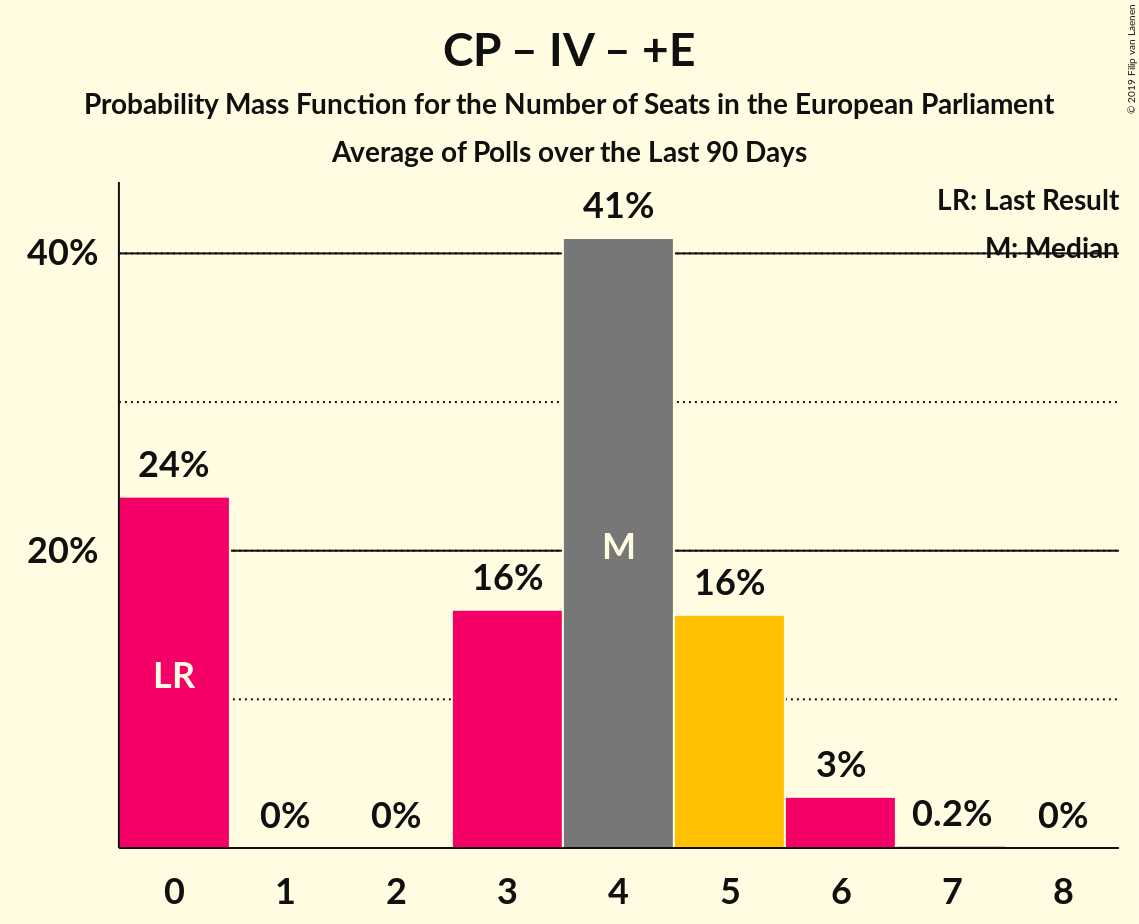 CP – IV – +E
Probability Mass Function for the Number of Seats in the European Parliament
Average of Polls over the Last 90 Days
© 2019 Filip van Laenen
LR: Last Result
M: Median
40%
20%
24%
0%
0%
16%
41%
16%
3%
0.2%
0%
LR
M
0 1 2 3 4 5 6 7 8